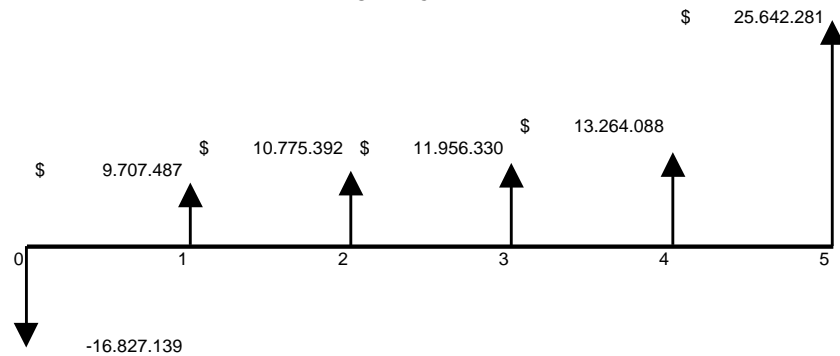 $ 25.642.281
$ 13.264.088
$ 10.775.392 $ 11.956.330
$ 9.707.487
0 1 2 3 4 5
-16.827.139